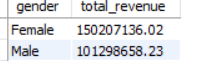 gender total_revenue
Female 150207136.02
Male 101298658.23